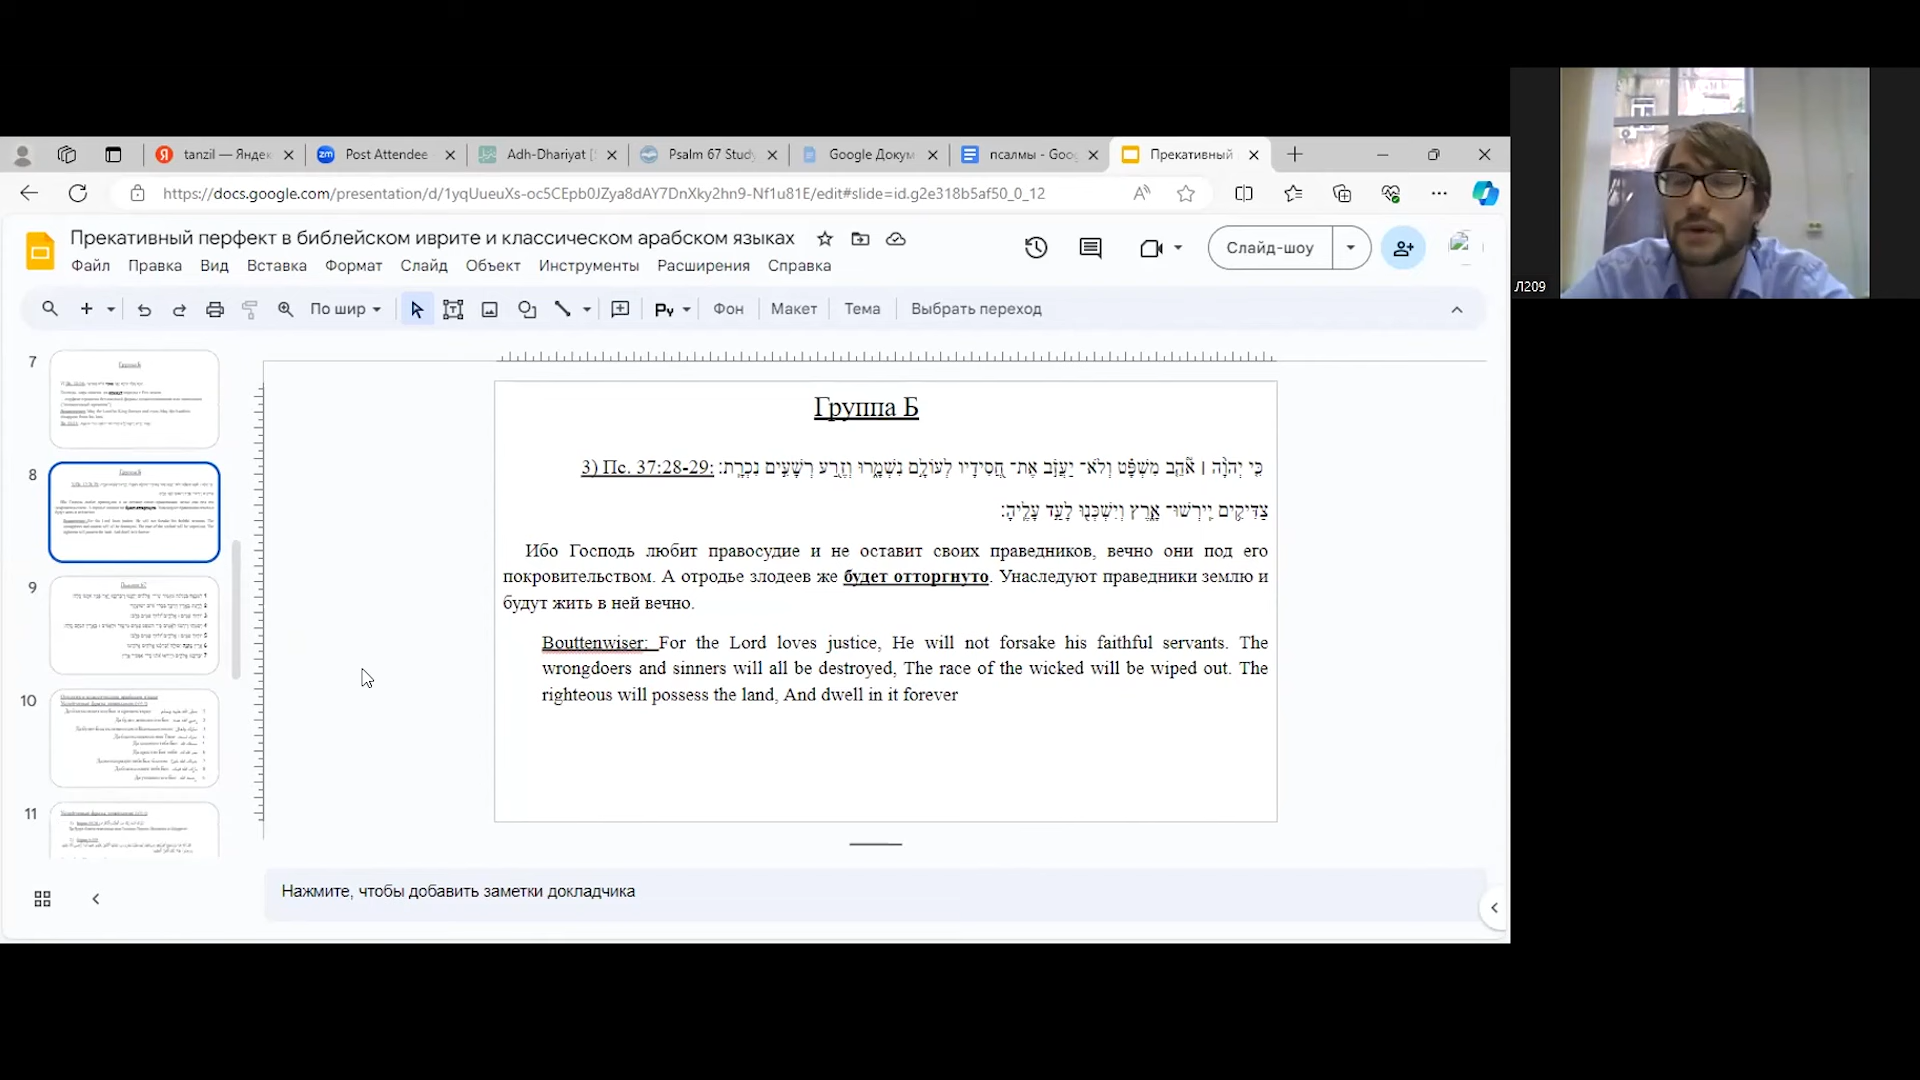 tanzil — Яндек
Post Attendee
Adh-Dhariyat [
Psalm 67 Stud
Google Докум
псалмы - Goo
Прекативный
https://docs.google.com/presentation/d/1yqUueuXs-oc5CEpb0JZya8dAY7DnXky2hn9-Nf1u81E/edit#slide=id.g2e318b5af50_0_12
Прекативный перфект в библейском иврите и классическом арабском языках
Слайд-шоу
Файл Правка Вид Вставка Формат Слайд Объект Инструменты Расширения Справка
По шир
Фон Макет Тема Выбрать переход
Л209
7
8
9
10
11
Группа Б
3) Пс. 37:28-29: כִּ֤י יְהוָ֨ה ׀ אֹ֘הֵ֤ב מִשְׁפָּ֗ט וְלֹא־ יַעֲזֹ֣ב אֶת־ חֲ֭סִידָיו לְעוֹלָ֣ם נִשְׁמָ֑רוּ וְזֶ֖רַע רְשָׁעִ֣ים נִכְרָֽת׃
צַדִּיקִ֥ים יִֽירְשׁוּ־ אָ֑רֶץ וְיִשְׁכְּנ֖וּ לָעַ֣ד עָלֶֽיהָ׃
Ибо Господь любит правосудие и не оставит своих праведников, вечно они под его
покровительством. А отродье злодеев же будет отторгнуто. Унаследуют праведники землю и
будут жить в ней вечно.
Bouttenwiser: For the Lord loves justice, He will not forsake his faithful servants. The
wrongdoers and sinners will all be destroyed, The race of the wicked will be wiped out. The
righteous will possess the land, And dwell in it forever
Нажмите, чтобы добавить заметки докладчика